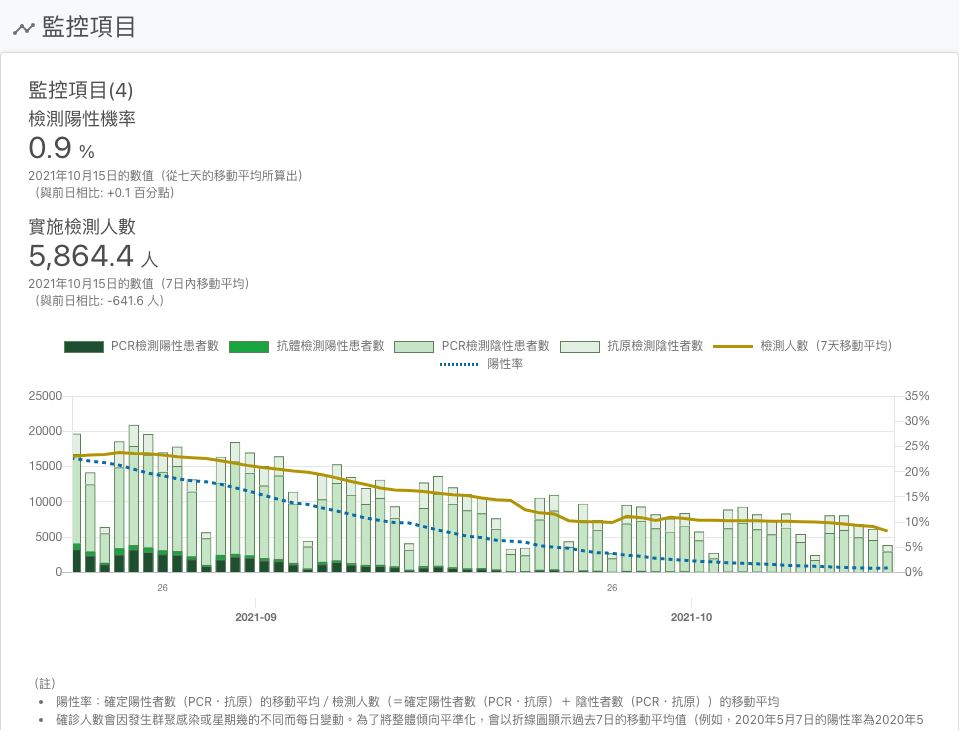 監控項目
監控項目(4)
檢測陽性機率
0.9 %
2021年10月15日的數值（從七天的移動平均所算出）
（與前日相比: +0.1 百分點）
實施檢測人數
5,864.4 人
2021年10月15日的數值（7日內移動平均）
（與前日相比: -641.6 人）
PCR檢測陽性患者數 抗體檢測陽性患者數 PCR檢測陰性患者數 抗原檢測陰性者數 檢測人數（7天移動平均）
陽性率
25000 35%
30%
20000
25%
15000 20%
15%
10000
10%
5000
5%
0 0%
26 26
2021-09 2021-10
（註）
• 陽性率：確定陽性者數（PCR・抗原）的移動平均 / 檢測人數（＝確定陽性者數（PCR・抗原）＋ 陰性者數（PCR・抗原））的移動平均
• 確診人數會因發生群聚感染或星期幾的不同而每日變動。為了將整體傾向平準化，會以折線圖顯示過去7日的移動平均值（例如，2020年5月7日的陽性率為2020年5